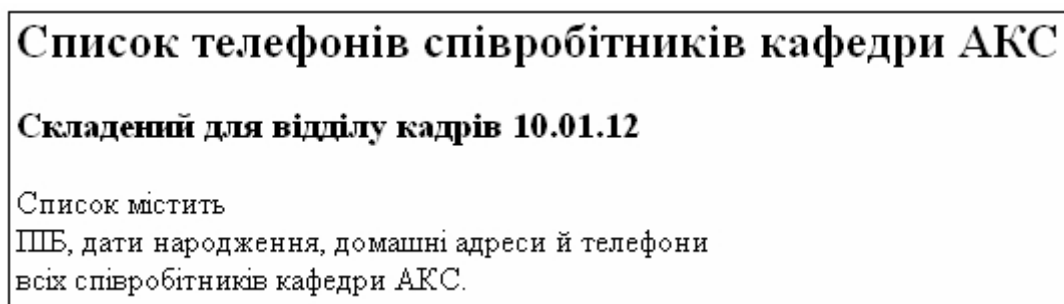 Список телефонів співробітників кафедри АКС
Складений для відділу кадрів 10.01.12
Список містить
ПІБ, дати народження, домашні адреси й телефони
всіх співробітників кафедри АКС.